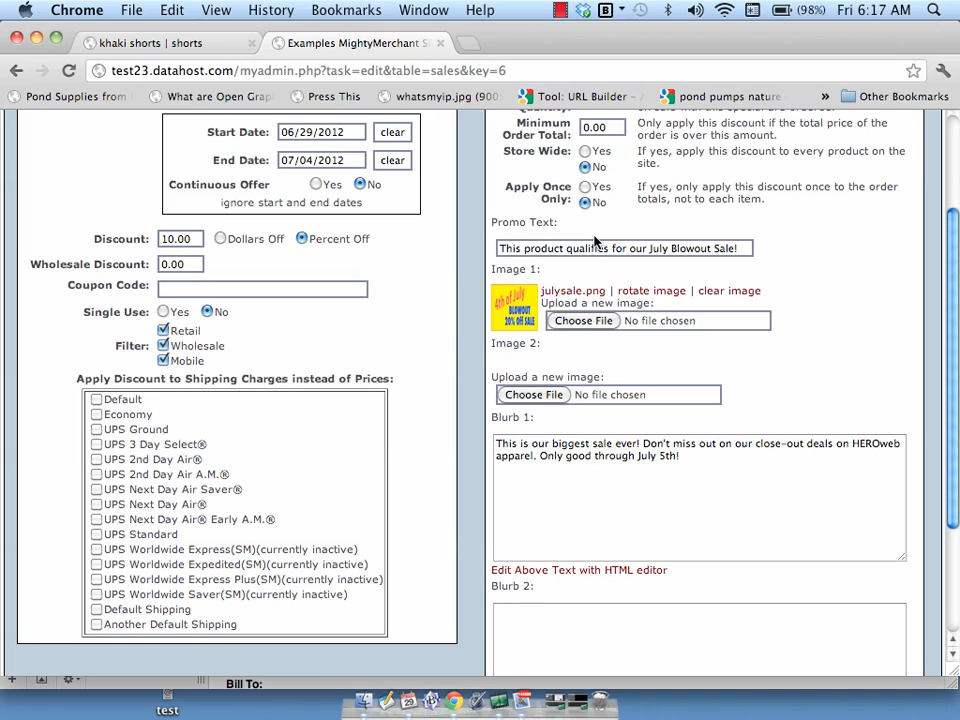 Chrome File Edit View History Bookmarks Window Help (98%) Fri 6:17 AM
khaki shorts | shorts
Examples MightyMerchant S
test23.datahost.com/myadmin.php?task=edit&table=sales&key=6
Pond Supplies from What are Open Gra Press This whatsmyip.jpg (900 Tool: URL Builder - pond pumps nature » Other Bookmarks
Start Date: 06/29/2012 clear
End Date: 07/04/2012 clear
Continuous Offer Yes No
ignore start and end dates
Discount: 10.00 Dollars Off Percent Off
Wholesale Discount: 0.00
Coupon Code:
Single Use: Yes No
Filter:
Retail
Wholesale
Mobile
Apply Discount to Shipping Charges instead of Prices:
Default
Economy
UPS Ground
UPS 3 Day Select®
UPS 2nd Day Air®
UPS 2nd Day Air A.M.®
UPS Next Day Air Saver®
UPS Next Day Air®
UPS Next Day Air® Early A.M.®
UPS Standard
UPS Worldwide Express(SM)(currently inactive)
UPS Worldwide Expedited(SM)(currently inactive)
UPS Worldwide Express Plus(SM)(currently inactive)
UPS Worldwide Saver(SM)(currently inactive)
Default Shipping
Another Default Shipping
Minimum Order Total: 0.00
Only apply this discount if the total price of the
order is over this amount.
Store Wide: Yes No
If yes, apply this discount to every product on the
site.
Apply Once Only: Yes No
If yes, only apply this discount once to the order
totals, not to each item.
Promo Text:
This product qualifies for our July Blowout Sale!
Image 1:
4th of July
BLOWOUT
20% OFF SALE
julysale.png | rotate image | clear image
Upload a new image:
Choose File No file chosen
Image 2:
Upload a new image:
Choose File No file chosen
Blurb 1:
This is our biggest sale ever! Don't miss out on our close-out deals on HEROweb
apparel. Only good through July 5th!
Edit Above Text with HTML editor
Blurb 2:
Bill To:
test